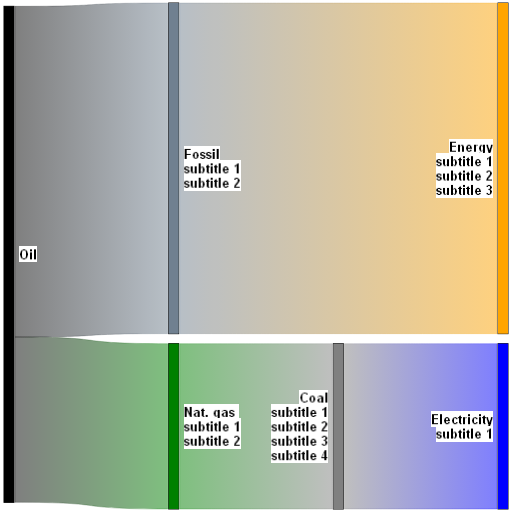 Fossil
subtitle 1
subtitle 2
Energy
subtitle 1
subtitle 2
subtitle 3
Oil
Nat. gas
subtitle 1
subtitle 2
Coal
subtitle 1
subtitle 2
subtitle 3
subtitle 4
Electricity
subtitle 1